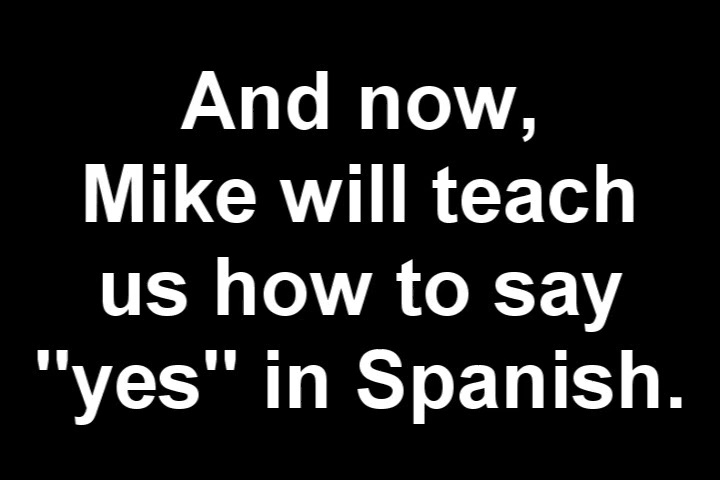 And now,
Mike will teach
us how to say
"yes" in Spanish.